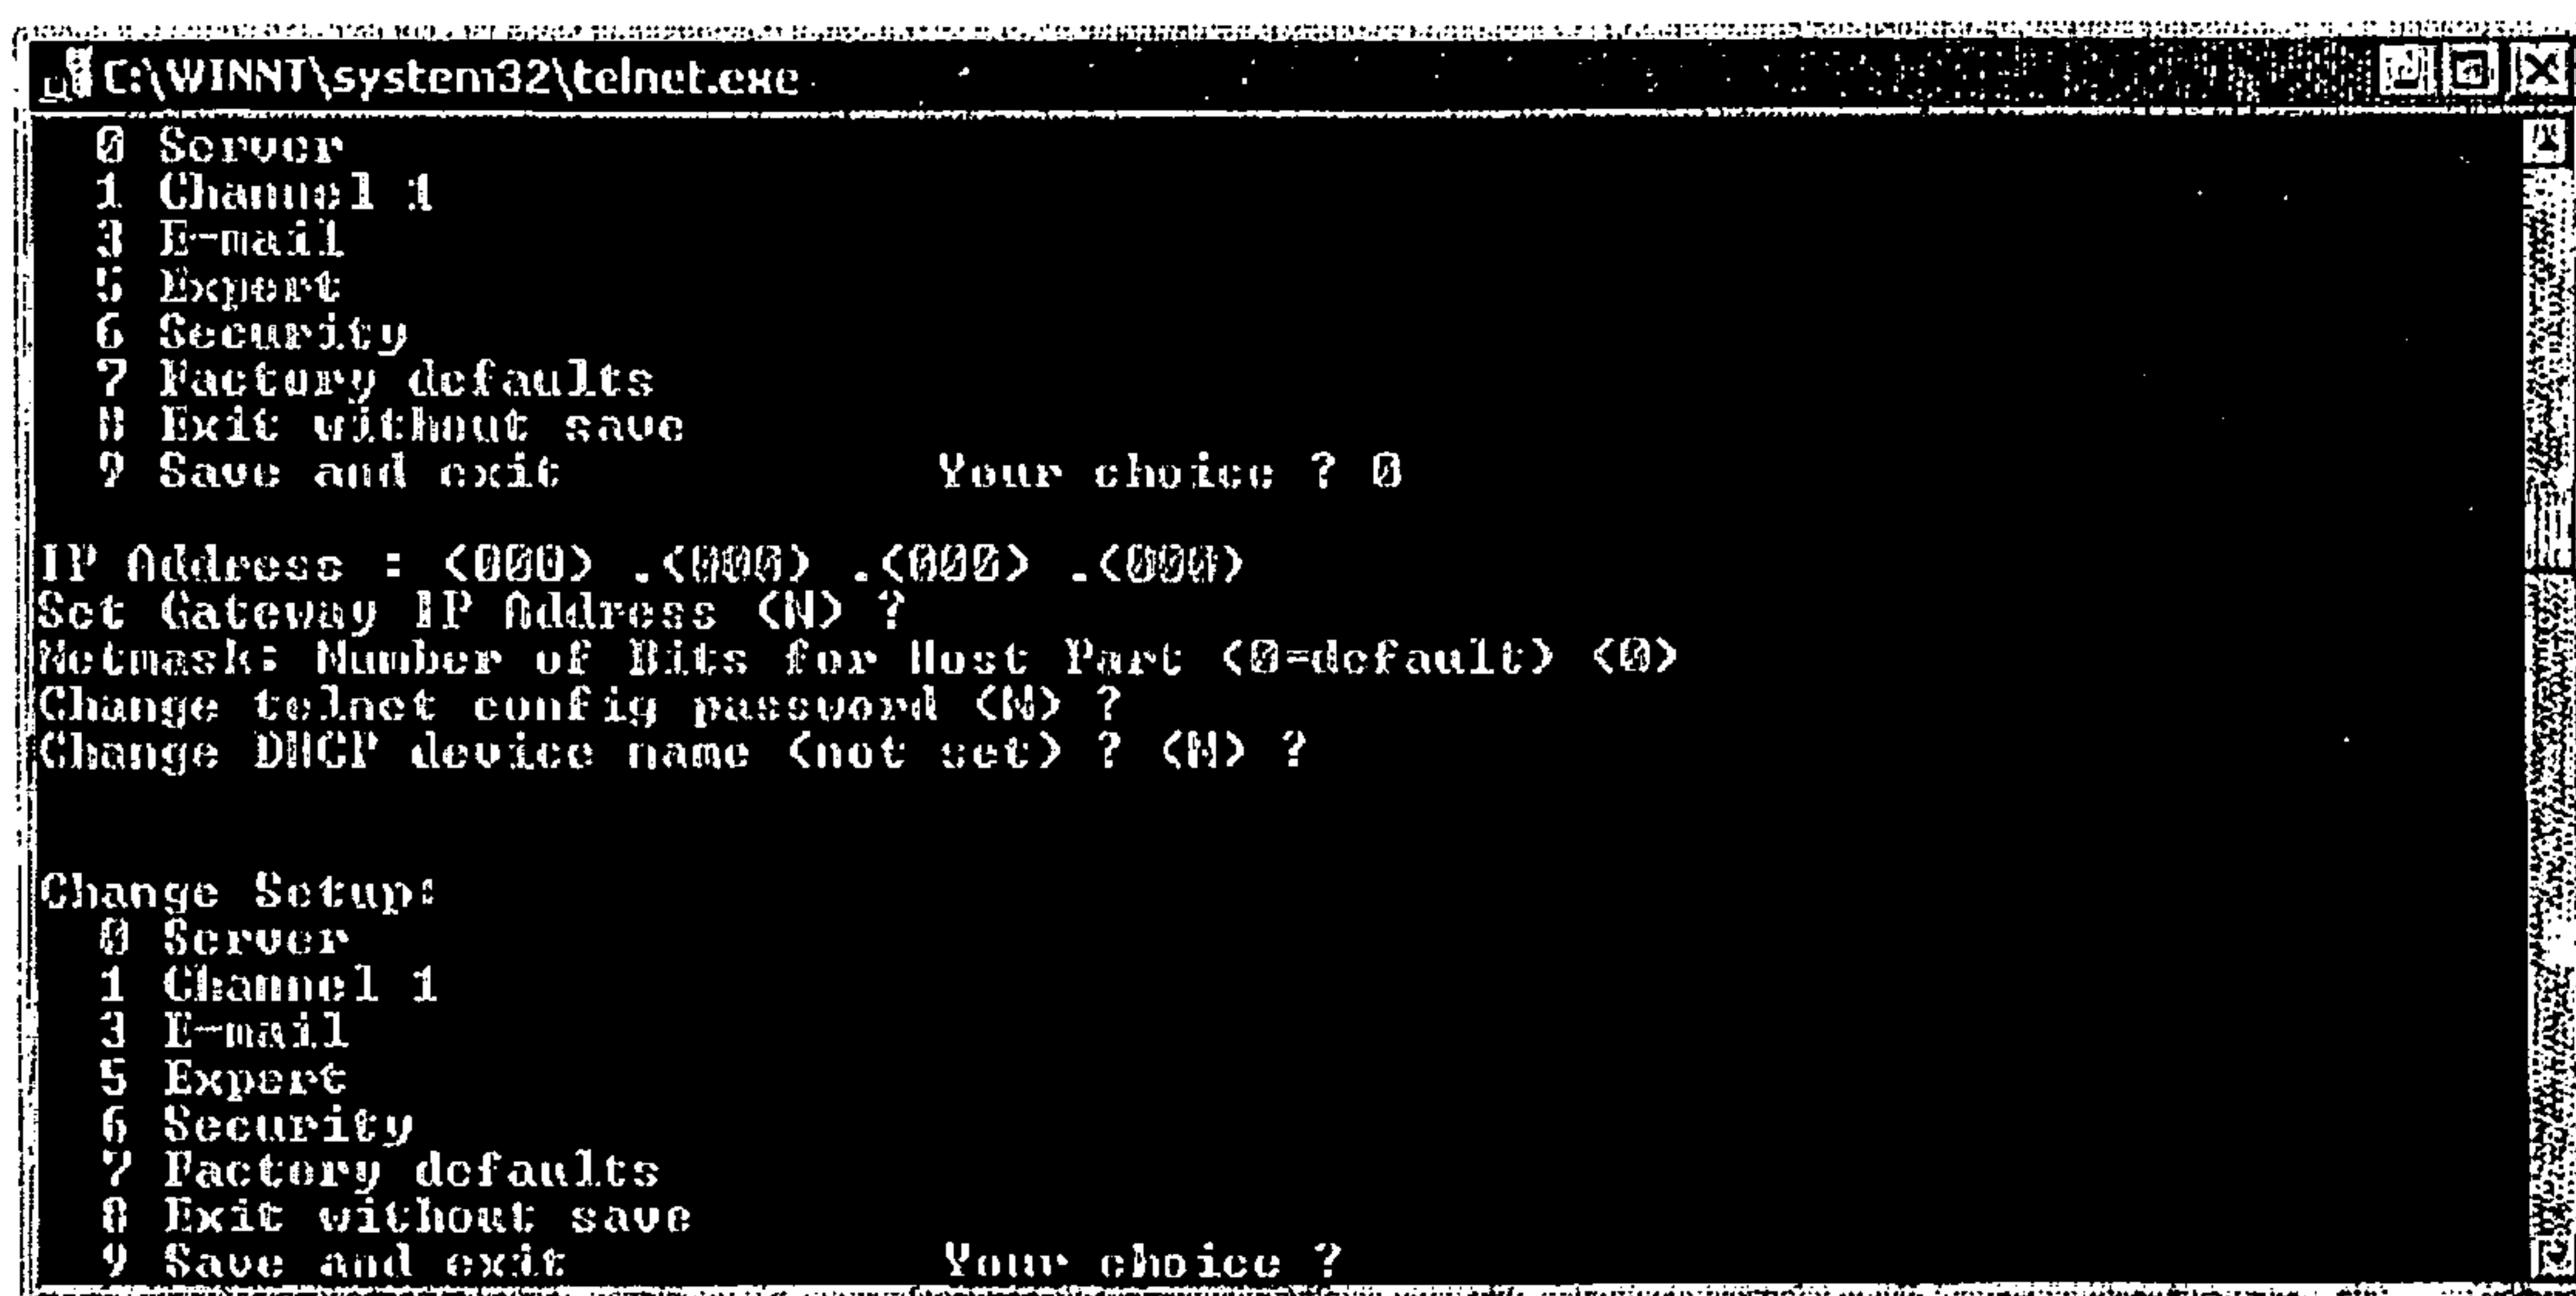 C:\WINNT\system32\telnet.exe
0 Server
1 Channel 1
3 E-mail
5 Expert
6 Security
7 Factory defaults
8 Exit without save
9 Save and exit Your choice ? 0
IP Address : (000) .(000) .(000) .(000)
Set Gateway IP Address (N) ?
Netmask: Number of Bits for Host Part (0=default) (0)
Change telnet config password (N) ?
Change DHCP device name (not set) ? (N) ?
Change Setup:
0 Server
1 Channel 1
3 E-mail
5 Expert
6 Security
7 Factory defaults
8 Exit without save
9 Save and exit Your choice ?